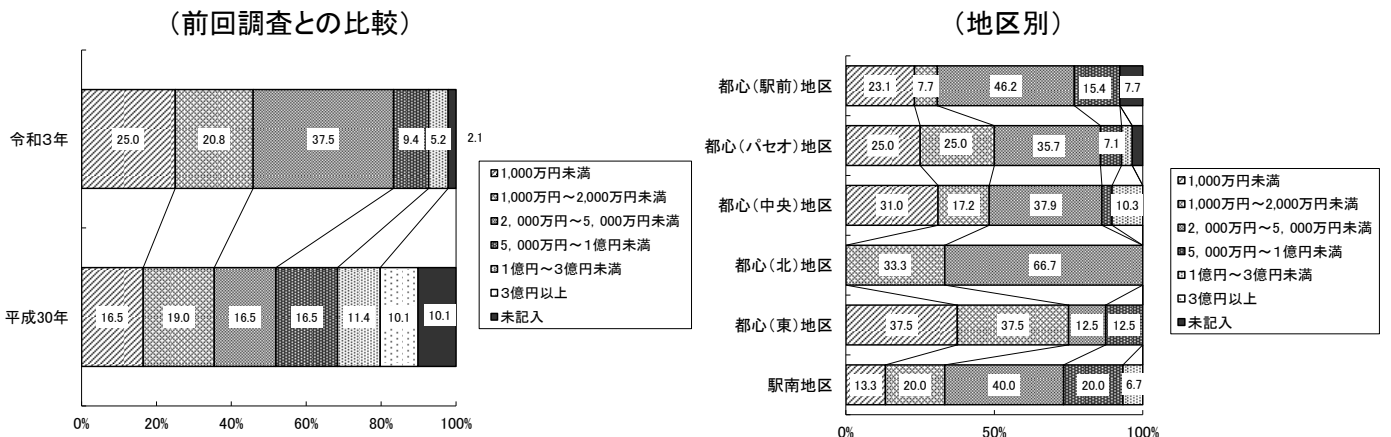 (前回調査との比較)
令和3年
25.0
20.8
37.5
9.4
5.2
2.1
平成30年
16.5
19.0
16.5
16.5
11.4
10.1
10.1
0%
20%
40%
60%
80%
100%
1,000万円未満
1,000万円～2,000万円未満
2,000万円～5,000万円未満
5,000万円～1億円未満
1億円～3億円未満
3億円以上
未記入
(地区別)
都心(駅前)地区
23.1
7.7
46.2
15.4
7.7
都心(パセオ)地区
25.0
25.0
35.7
7.1
都心(中央)地区
31.0
17.2
37.9
10.3
都心(北)地区
33.3
66.7
都心(東)地区
37.5
37.5
12.5
12.5
駅南地区
13.3
20.0
40.0
20.0
6.7
0%
50%
100%
1,000万円未満
1,000万円～2,000万円未満
2,000万円～5,000万円未満
5,000万円～1億円未満
1億円～3億円未満
3億円以上
未記入